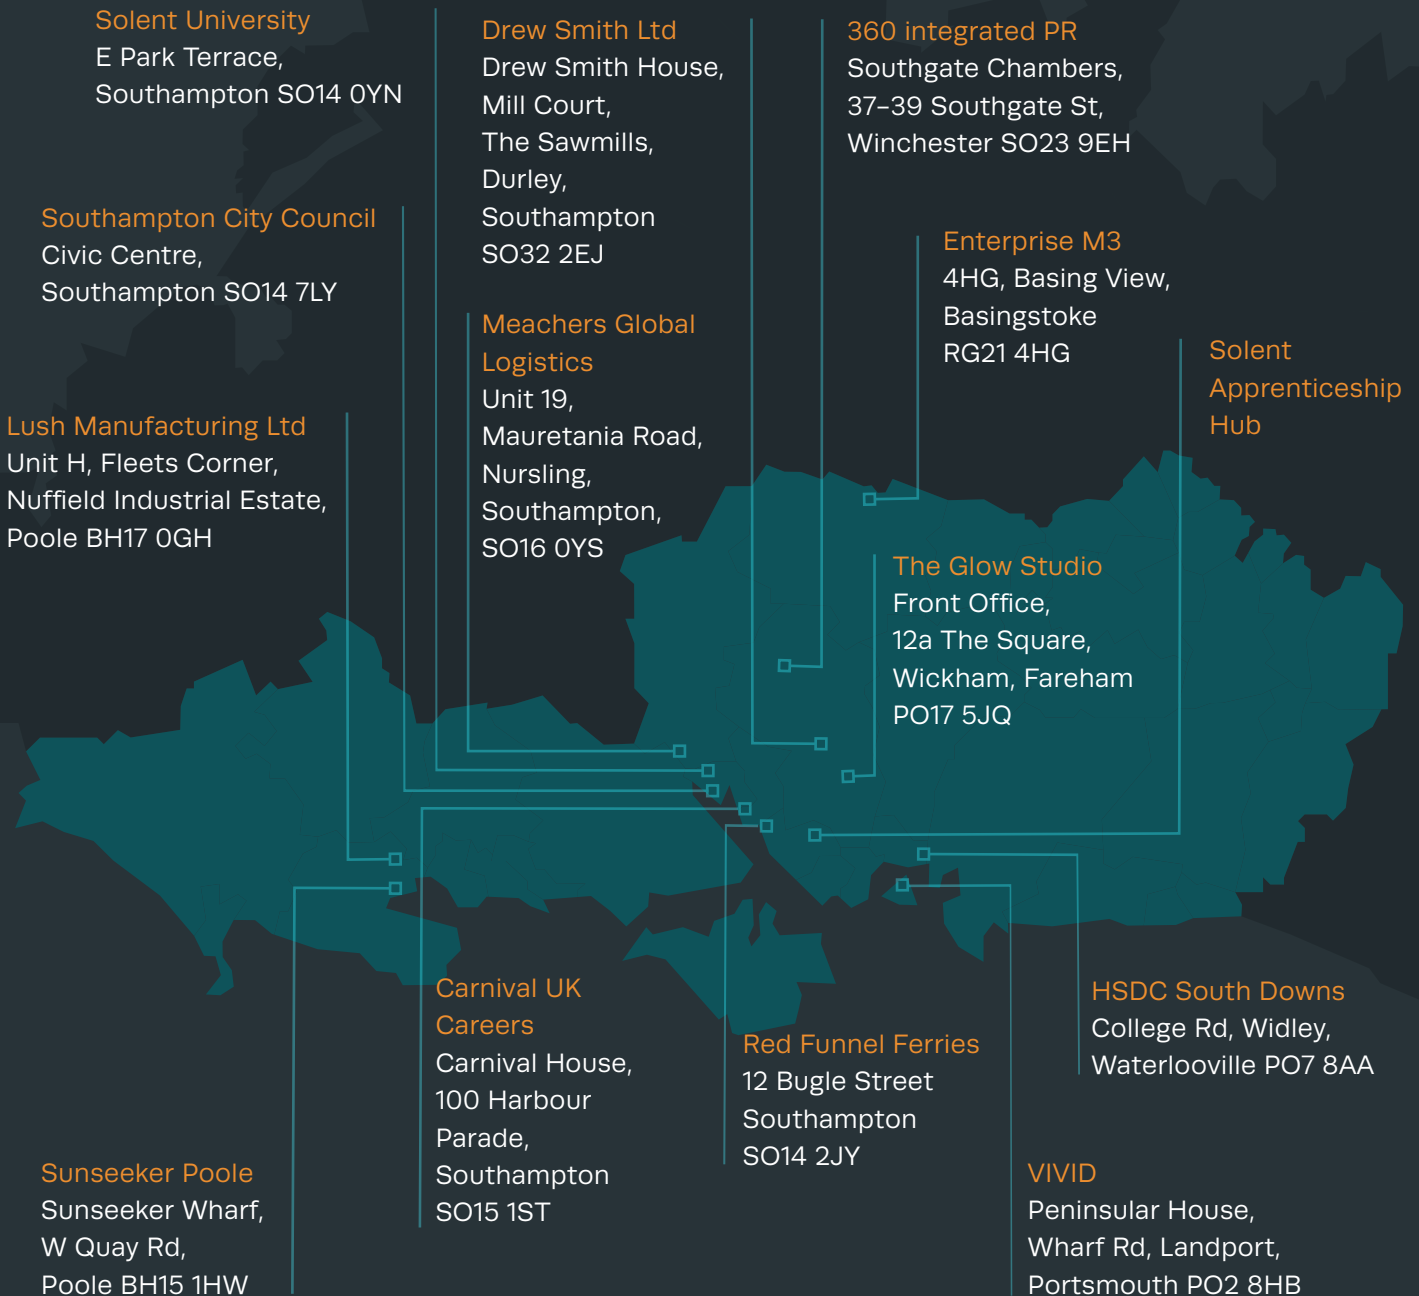 Solent University
E Park Terrace,
Southampton SO14 0YN
Drew Smith Ltd
Drew Smith House,
Mill Court,
The Sawmills,
Durley,
Southampton
SO32 2EJ
360 integrated PR
Southgate Chambers,
37–39 Southgate St,
Winchester SO23 9EH
Southampton City Council
Civic Centre,
Southampton SO14 7LY
Enterprise M3
4HG, Basing View,
Basingstoke
RG21 4HG
Meachers Global
Logistics
Unit 19,
Mauretania Road,
Nursling,
Southampton,
SO16 0YS
Solent
Apprenticeship
Hub
Lush Manufacturing Ltd
Unit H, Fleets Corner,
Nuffield Industrial Estate,
Poole BH17 0GH
The Glow Studio
Front Office,
12a The Square,
Wickham, Fareham
PO17 5JQ
Carnival UK
Careers
Carnival House,
100 Harbour
Parade,
Southampton
SO15 1ST
Red Funnel Ferries
12 Bugle Street
Southampton
SO14 2JY
HSDC South Downs
College Rd, Widley,
Waterlooville PO7 8AA
Sunseeker Poole
Sunseeker Wharf,
W Quay Rd,
Poole BH15 1HW
VIVID
Peninsular House,
Wharf Rd, Landport,
Portsmouth PO2 8HB